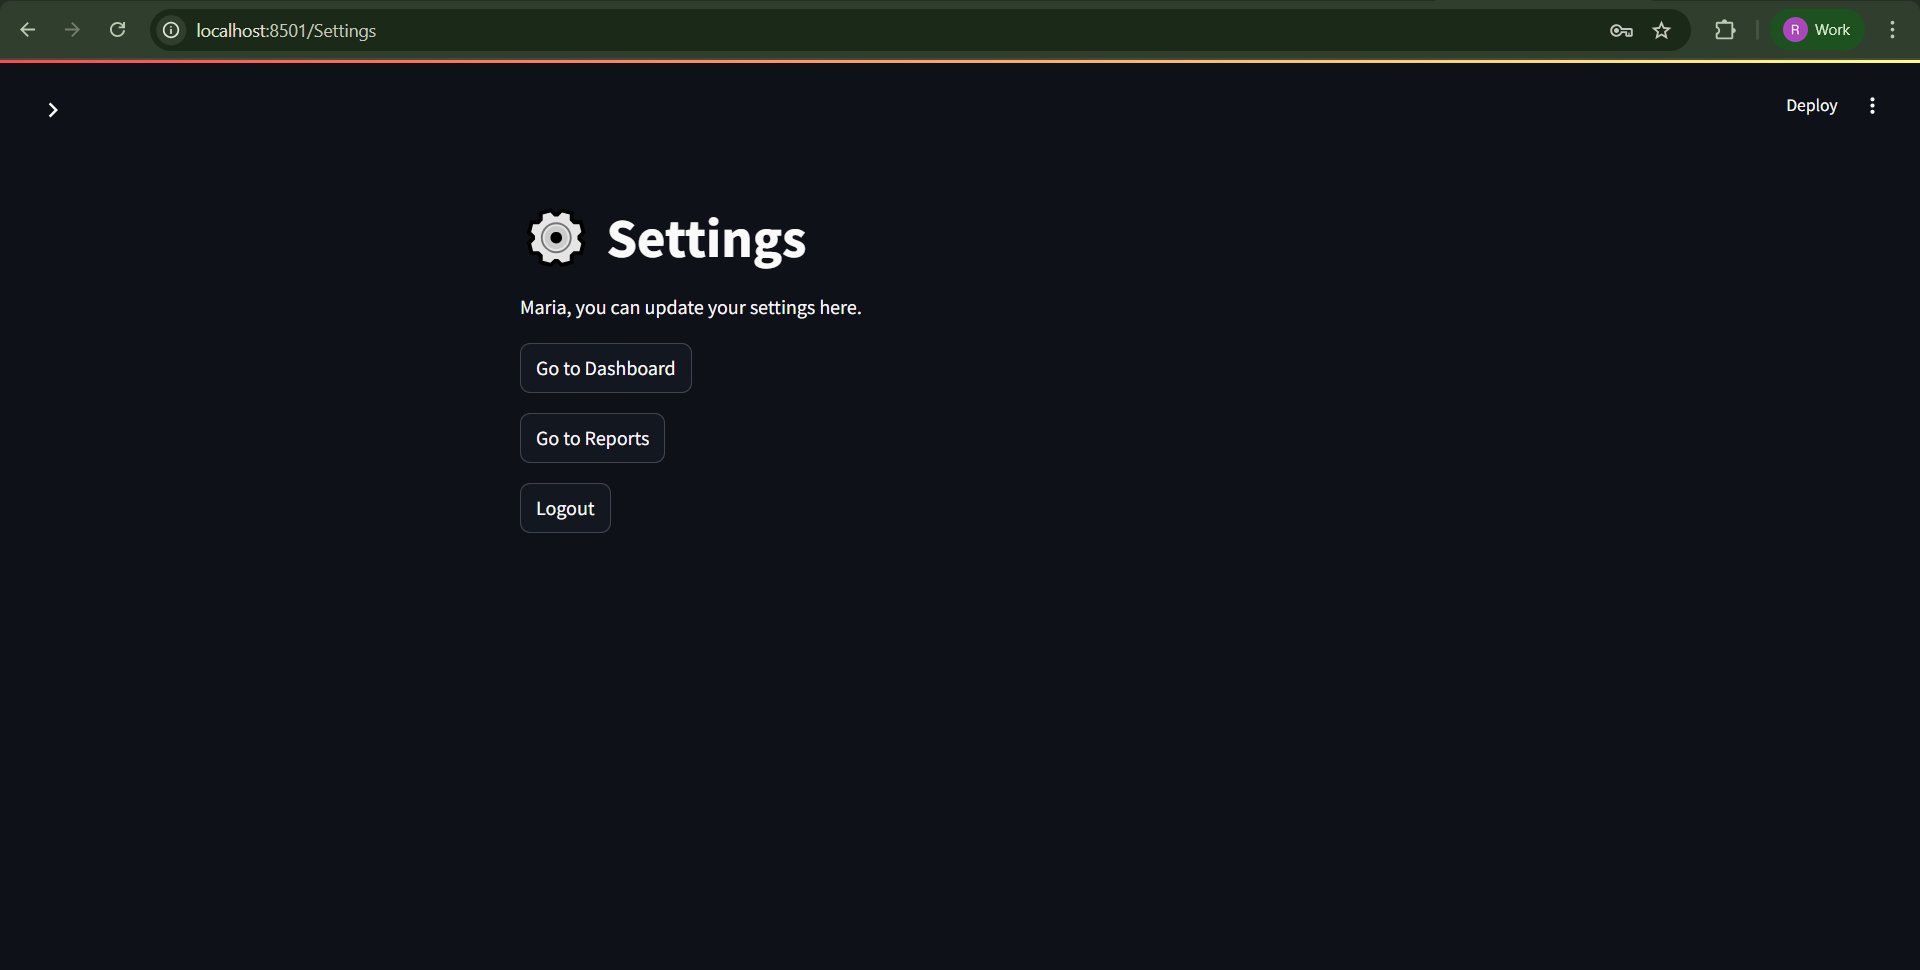 localhost:8501/Settings
R Work
Deploy
Settings
Maria, you can update your settings here.
Go to Dashboard
Go to Reports
Logout